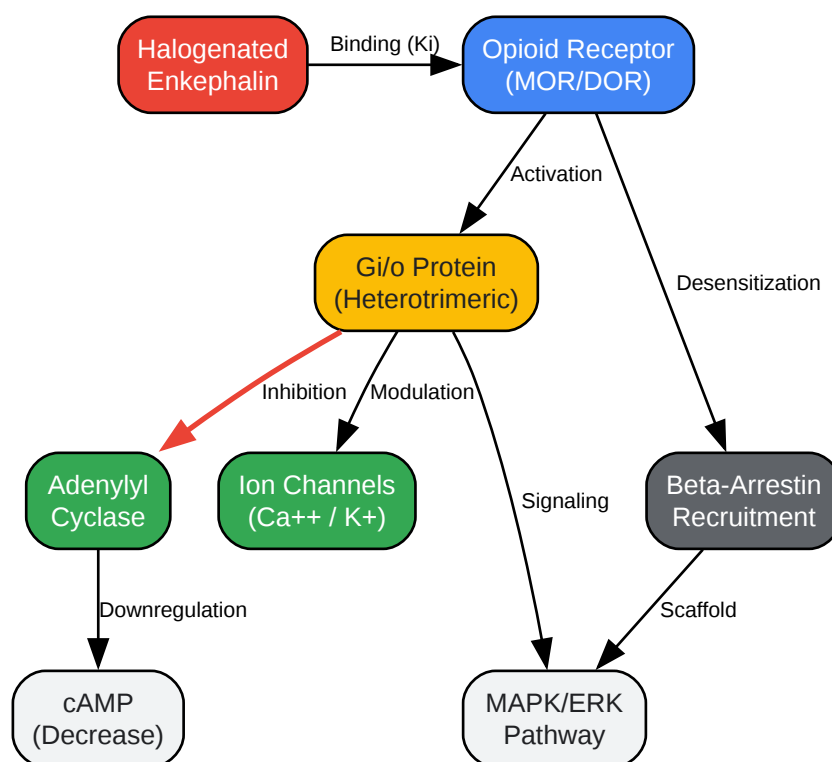 Halogenated
Enkephalin
Binding (Ki)
Opioid Receptor
(MOR/DOR)
Activation
Gi/o Protein
(Heterotrimeric)
Desensitization
Inhibition
Modulation
Adenylyl
Cyclase
Ion Channels
(Ca++ / K+)
Signaling
Beta-Arrestin
Recruitment
Downregulation
Scaffold
cAMP
(Decrease)
MAPK/ERK
Pathway